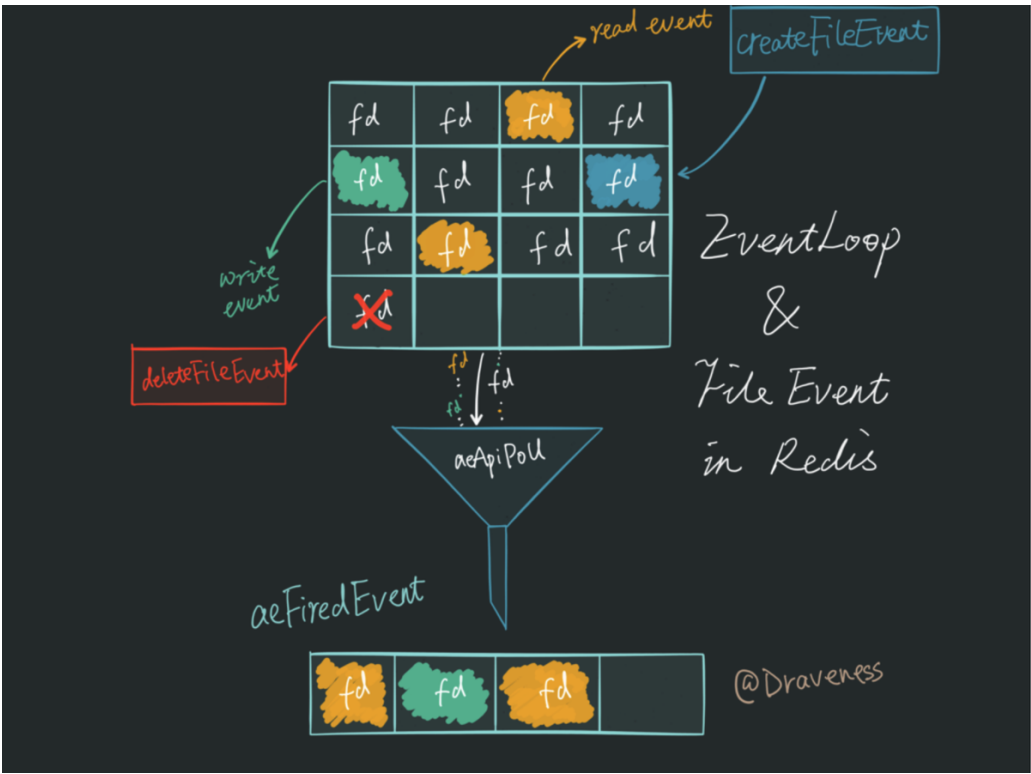 read event
createFileEvent
fd fd fd fd
fd fd fd fd
fd fd fd fd
fd
write
event
deleteFileEvent
EventLoop
&
File Event
in Redis
fd
fd
fd
aeApiPoll
aeFiredEvent
fd fd fd
@Draveness